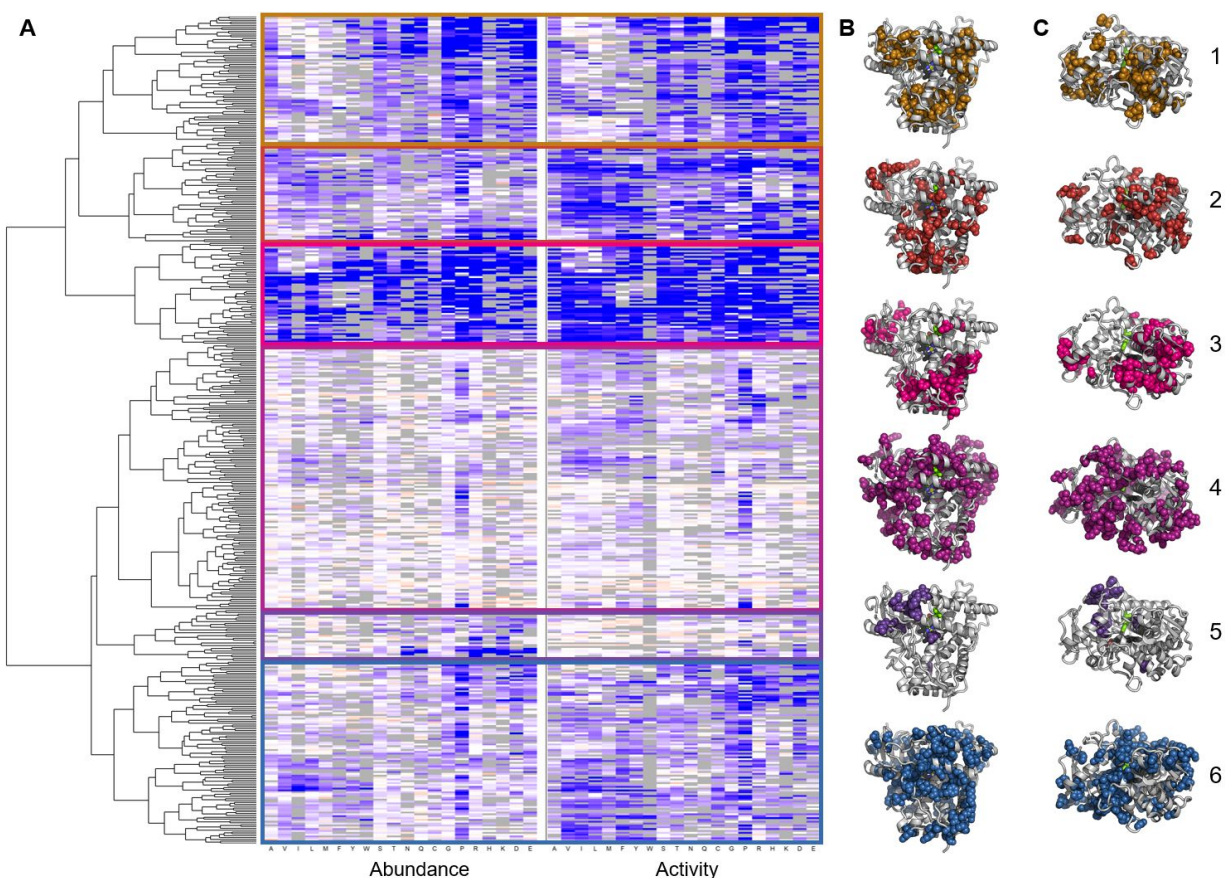 A
B
C
1
2
3
4
5
6
A V I L M F Y W S T N Q C G P R H K D E A V I L M F Y W S T N Q C G P R H K D E
Abundance Activity